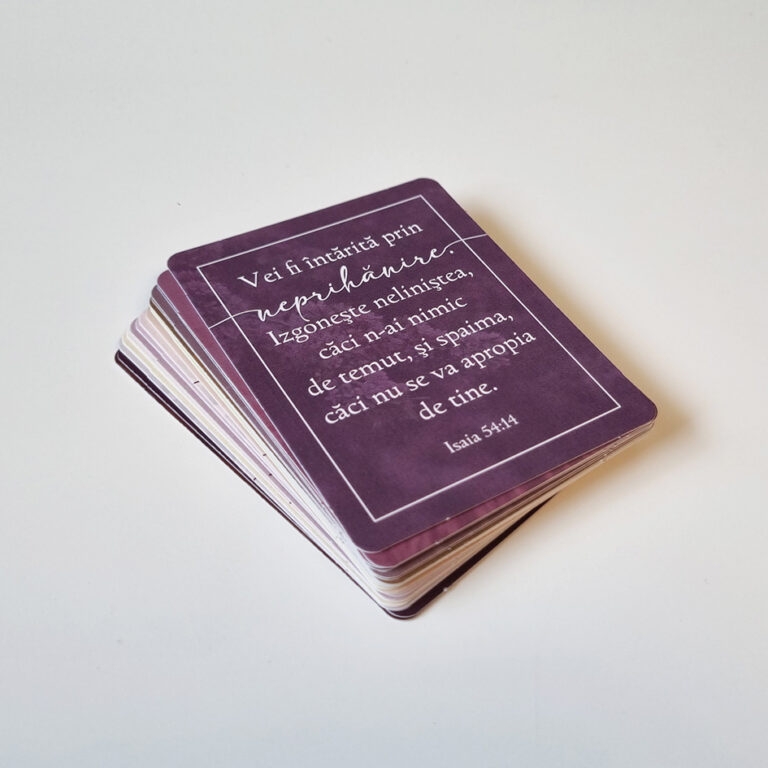 Vei fi întărită prin
neprihănire.
Izgonește neliniștea,
căci n-ai nimic
de temut, și spaima,
căci nu se va apropia
de tine.
Isaia 54:14